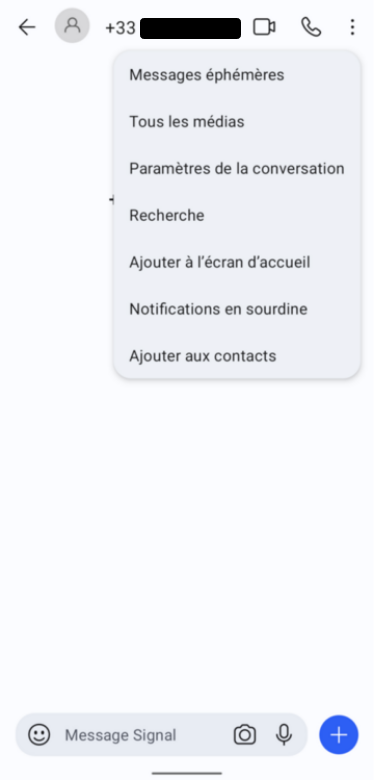 +33
Messages éphémères
Tous les médias
Paramètres de la conversation
Recherche
Ajouter à l’écran d’accueil
Notifications en sourdine
Ajouter aux contacts
Message Signal